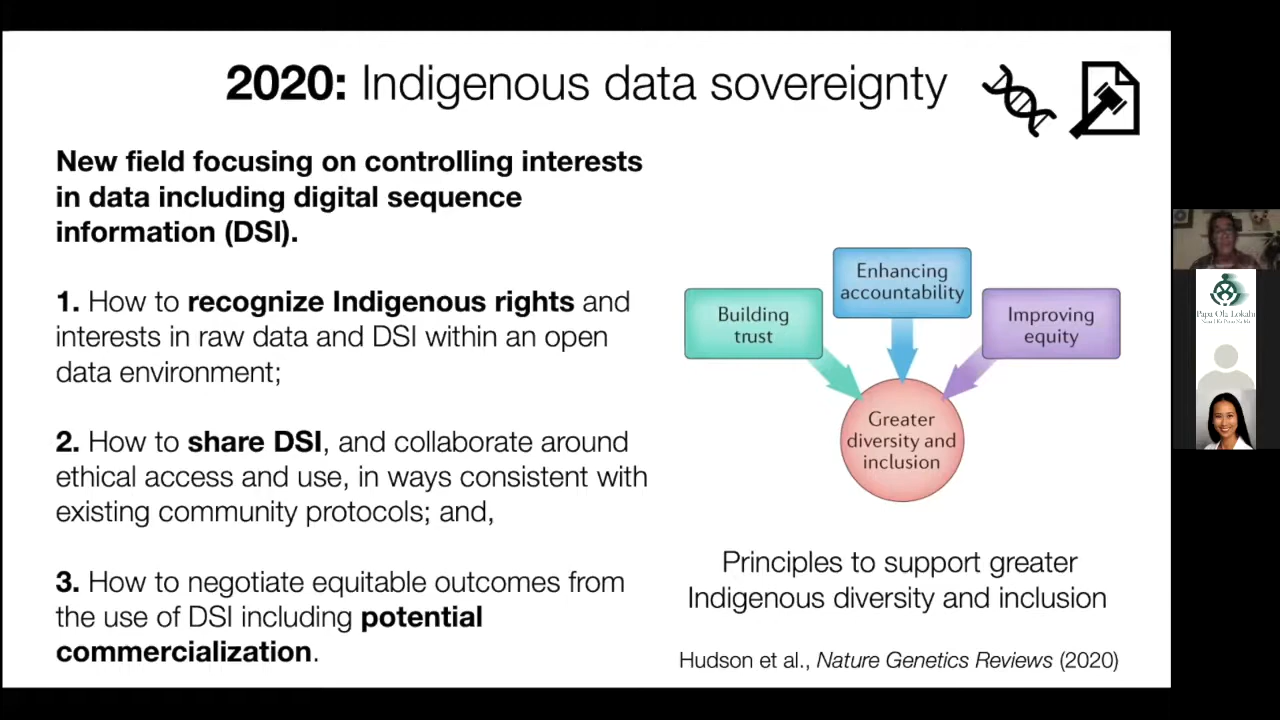 2020: Indigenous data sovereignty
New field focusing on controlling interests
in data including digital sequence
information (DSI).
1. How to recognize Indigenous rights and
interests in raw data and DSI within an open
data environment;
2. How to share DSI, and collaborate around
ethical access and use, in ways consistent with
existing community protocols; and,
3. How to negotiate equitable outcomes from
the use of DSI including potential
commercialization.
Building
trust
Enhancing
accountability
Improving
equity
Greater
diversity and
inclusion
Principles to support greater
Indigenous diversity and inclusion
Hudson et al., Nature Genetics Reviews (2020)
Papa Ola Lokahi